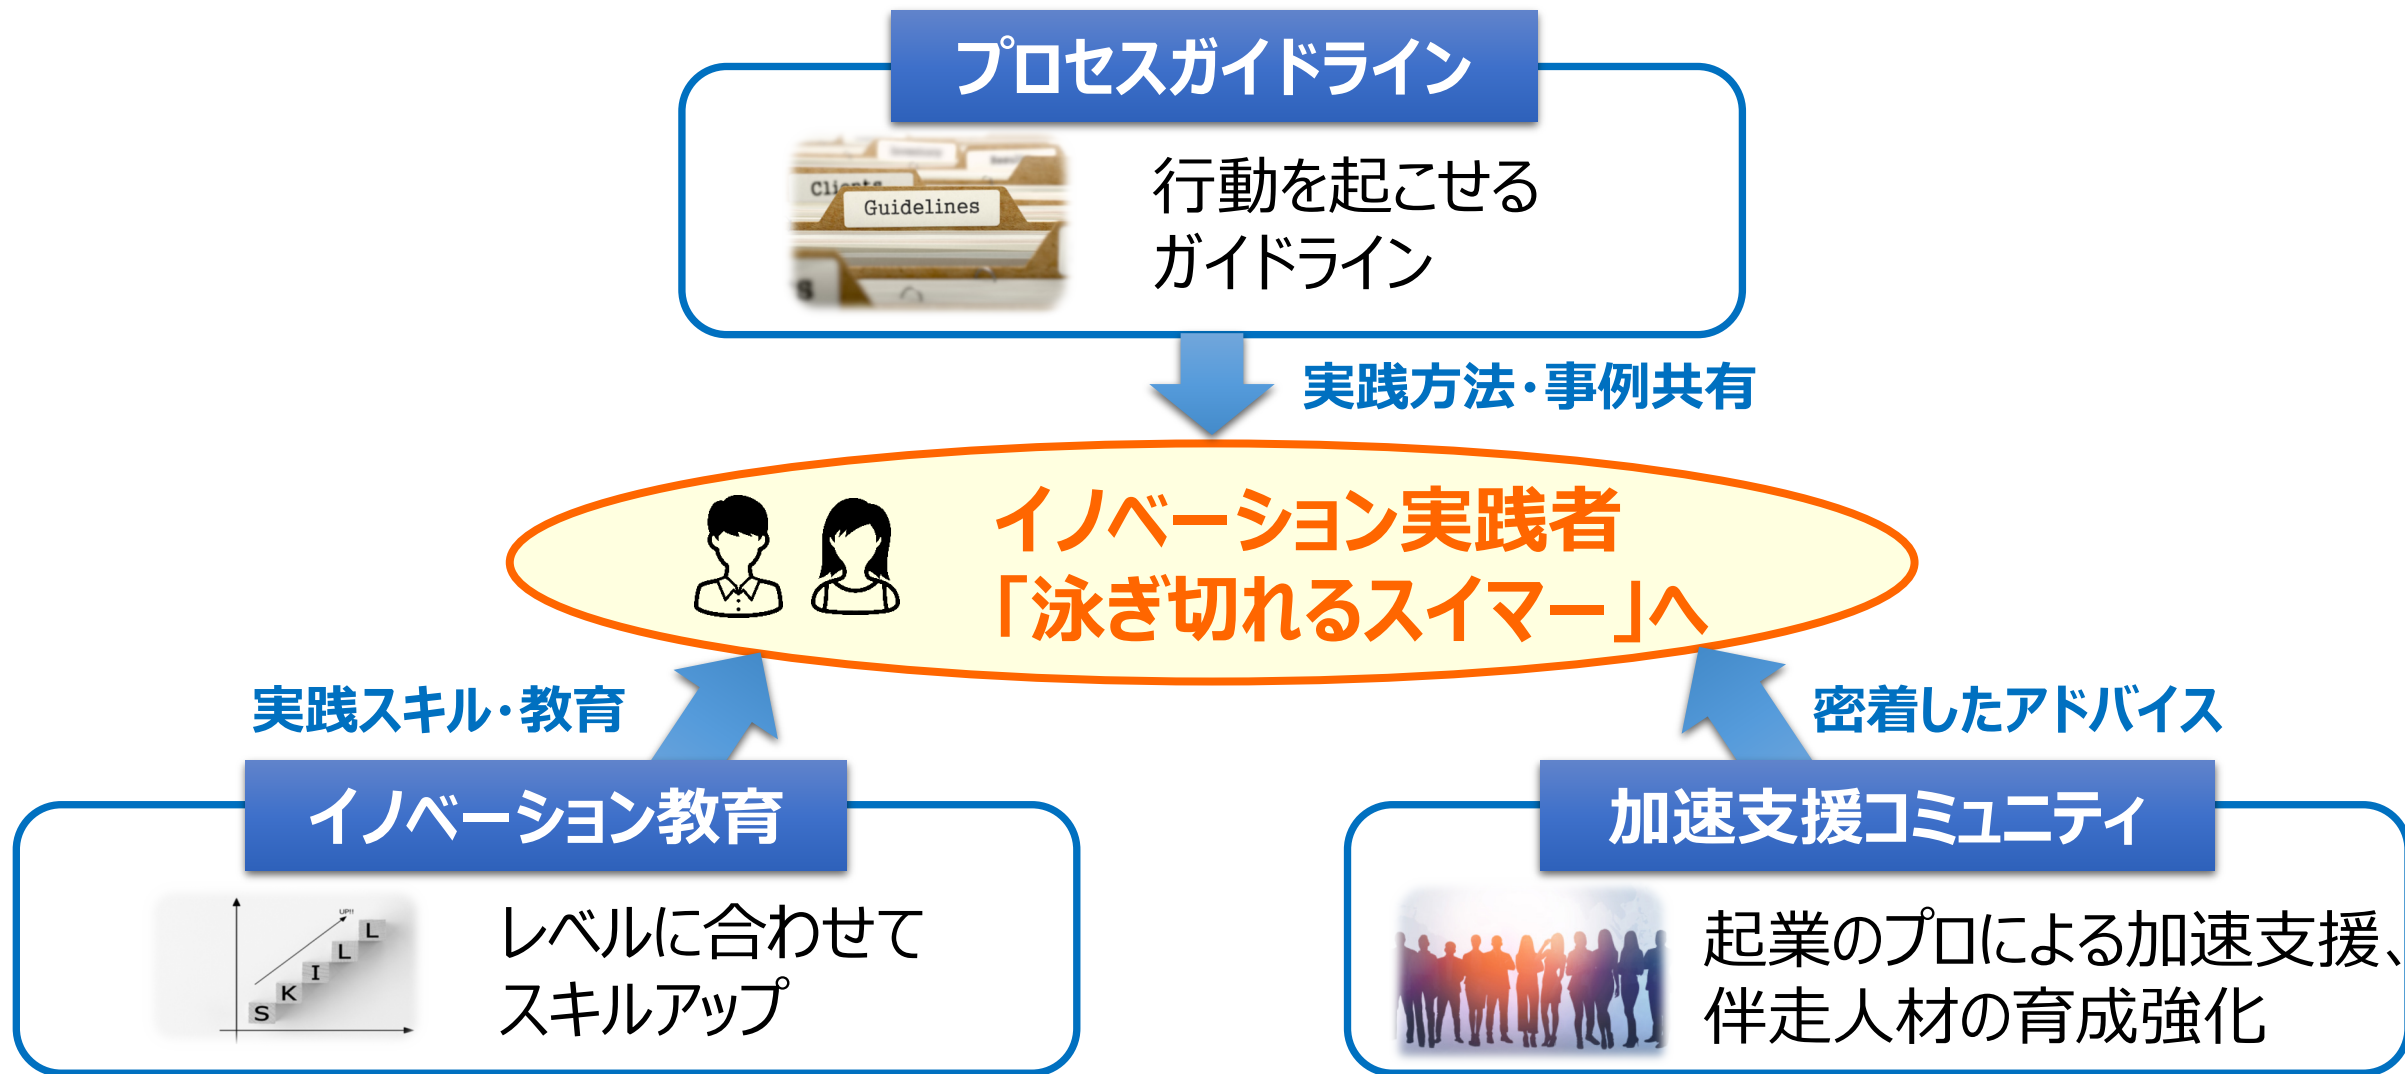 プロセスガイドライン
Clients
Guidelines
行動を起こせる
ガイドライン
実践方法・事例共有
イノベーション実践者
「泳ぎ切れるスイマー」へ
実践スキル・教育
密着したアドバイス
イノベーション教育
UP!!
SKILL
レベルに合わせて
スキルアップ
加速支援コミュニティ
起業のプロによる加速支援、
伴走人材の育成強化